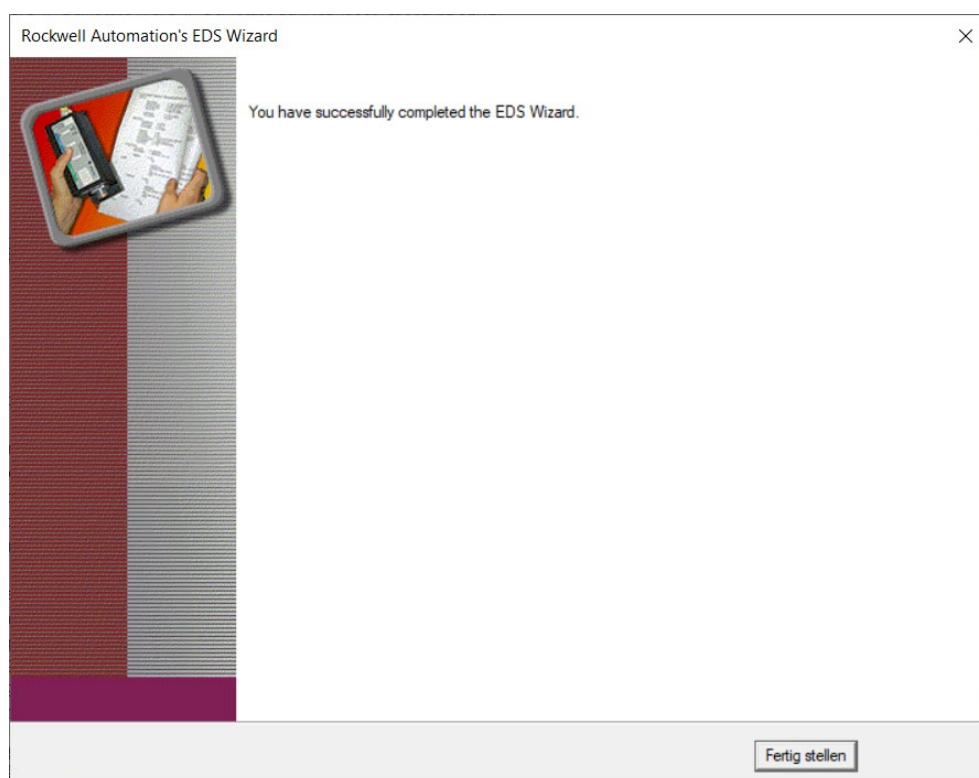 Rockwell Automation's EDS Wizard
You have successfully completed the EDS Wizard.
Fertig stellen